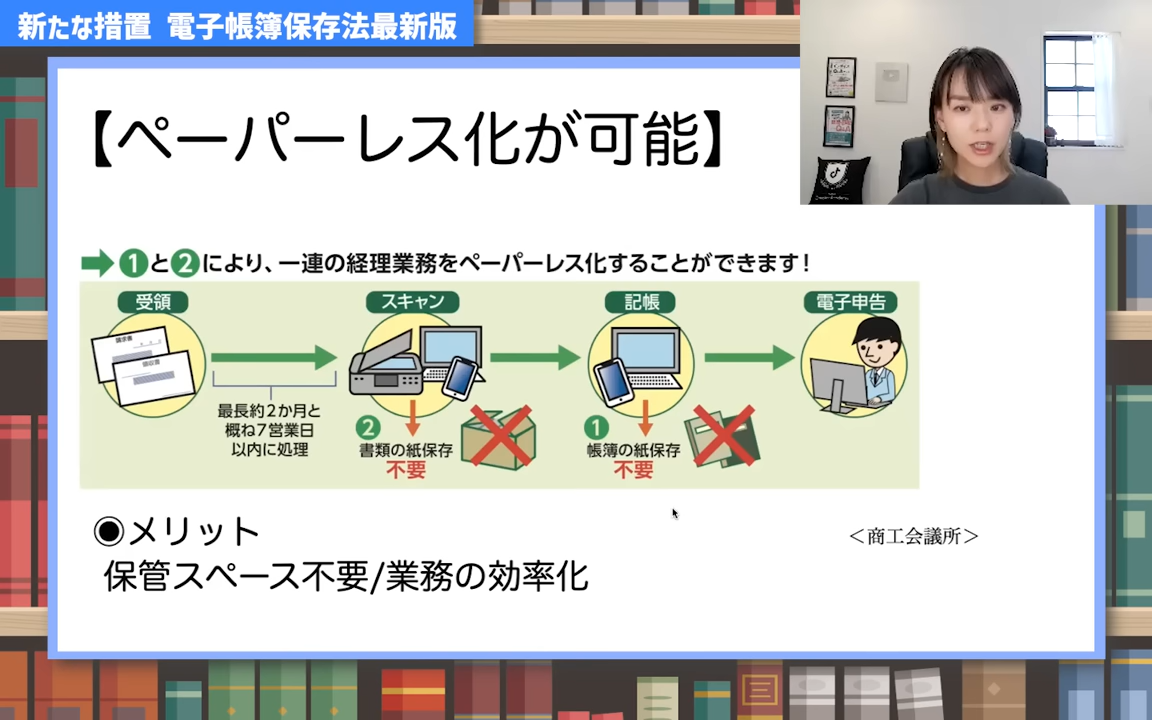 新たな措置 電子帳簿保存法最新版
【ペーパーレス化が可能】
➡①と②により、一連の経理業務をペーパーレス化することができます！
受領
スキャン
記帳
電子申告
請求書
領収書
最長約2か月と
概ね7営業日
以内に処理
②
書類の紙保存
不要
①
帳簿の紙保存
不要
◉メリット
保管スペース不要/業務の効率化
＜商工会議所＞